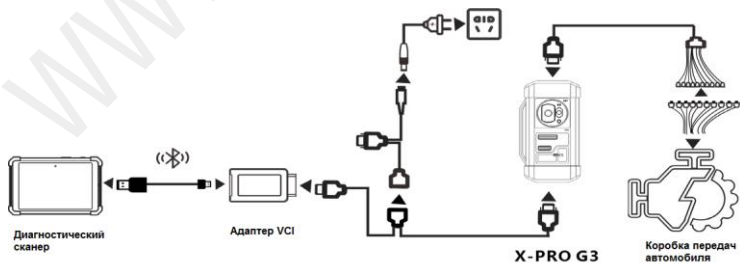 Диагностический
сканер
Адаптер VCI
X-PRO G3
Коробка передач
автомобиля